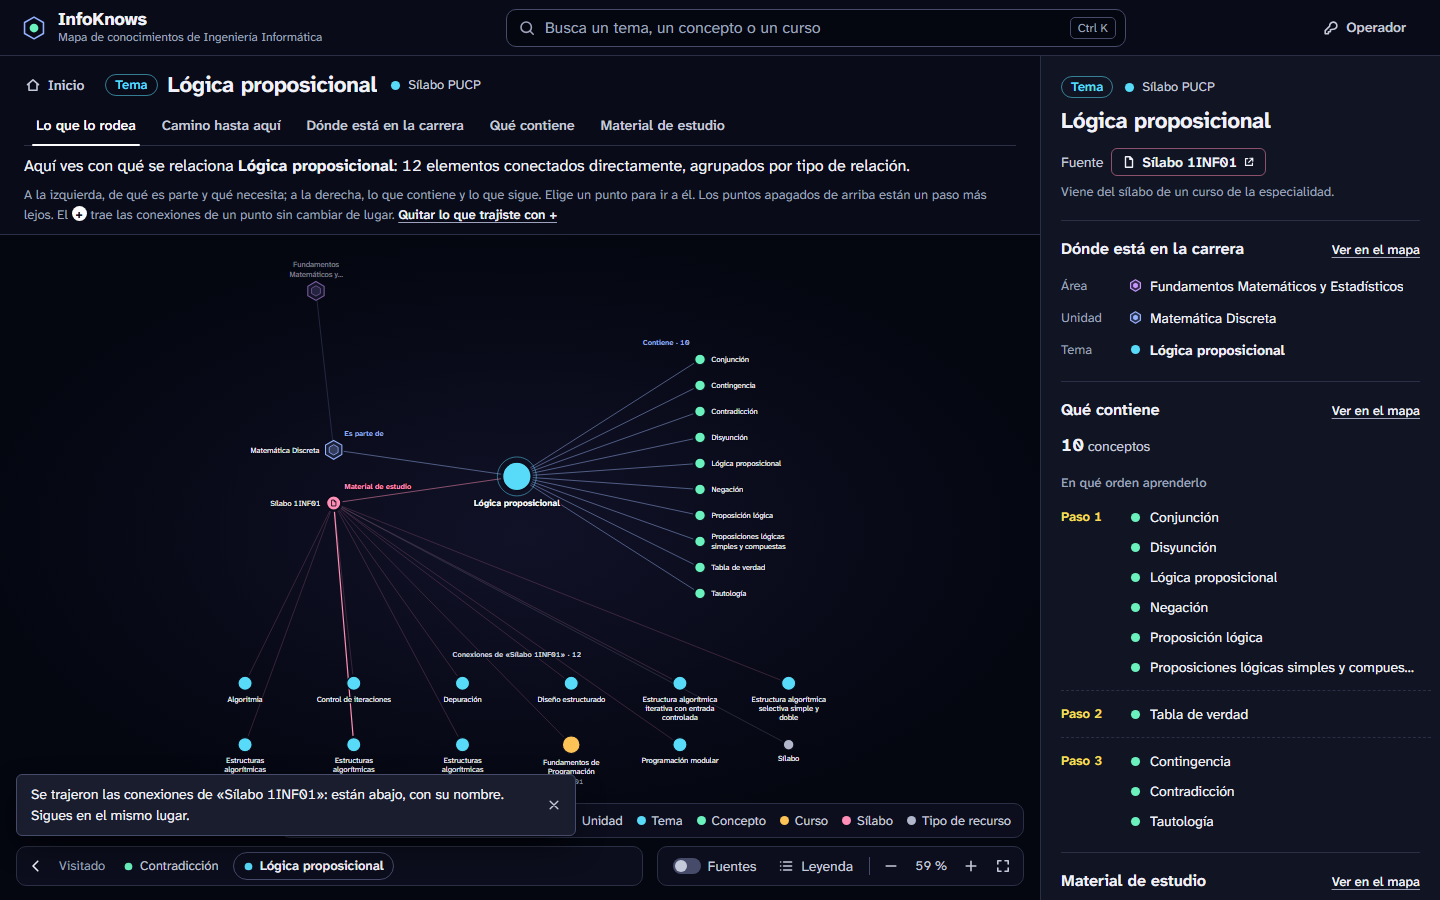 InfoKnows
Mapa de conocimientos de Ingeniería Informática
Busca un tema, un concepto o un curso
Ctrl K
Operador
Inicio
Tema
Lógica proposicional
Sílabo PUCP
Lo que lo rodea
Camino hasta aquí
Dónde está en la carrera
Qué contiene
Material de estudio
Aquí ves con qué se relaciona Lógica proposicional: 12 elementos conectados directamente, agrupados por tipo de relación.
A la izquierda, de qué es parte y qué necesita; a la derecha, lo que contiene y lo que sigue. Elige un punto para ir a él. Los puntos apagados de arriba están un paso más
lejos. El + trae las conexiones de un punto sin cambiar de lugar. Quitar lo que trajiste con +
Fundamentos
Matemáticos y...
Contiene · 10
Conjunción
Contingencia
Contradicción
Disyunción
Lógica proposicional
Negación
Proposición lógica
Proposiciones lógicas
simples y compuestas
Tabla de verdad
Tautología
Es parte de
Matemática Discreta
Material de estudio
Sílabo 1INF01
Lógica proposicional
Conexiones de «Sílabo 1INF01» · 12
Algoritmia
Control de iteraciones
Depuración
Diseño estructurado
Estructura algorítmica
iterativa con entrada
controlada
Estructura algorítmica
selectiva simple y
doble
Estructuras
algorítmicas
Estructuras
algorítmicas
Estructuras
algorítmicas
Fundamentos de
Programación
01
Programación modular
Sílabo
Se trajeron las conexiones de «Sílabo 1INF01»: están abajo, con su nombre.
Sigues en el mismo lugar.
Unidad
Tema
Concepto
Curso
Sílabo
Tipo de recurso
Visitado
Contradicción
Lógica proposicional
Fuentes
Leyenda
59 %
Tema
Sílabo PUCP
Lógica proposicional
Fuente
Sílabo 1INF01
Viene del sílabo de un curso de la especialidad.
Dónde está en la carrera
Ver en el mapa
Área
Fundamentos Matemáticos y Estadísticos
Unidad
Matemática Discreta
Tema
Lógica proposicional
Qué contiene
Ver en el mapa
10 conceptos
En qué orden aprenderlo
Paso 1
Conjunción
Disyunción
Lógica proposicional
Negación
Proposición lógica
Proposiciones lógicas simples y compues...
Paso 2
Tabla de verdad
Paso 3
Contingencia
Contradicción
Tautología
Material de estudio
Ver en el mapa